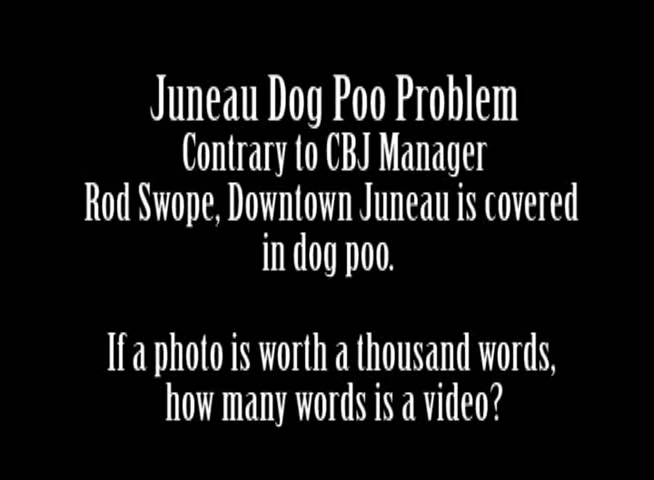 Juneau Dog Poo Problem
Contrary to CBJ Manager
Rod Swope, Downtown Juneau is covered
in dog poo.
If a photo is worth a thousand words,
how many words is a video?